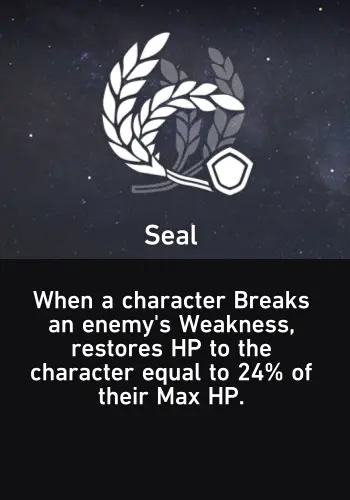 Seal
When a character Breaks
an enemy's Weakness,
restores HP to the
character equal to 24% of
their Max HP.